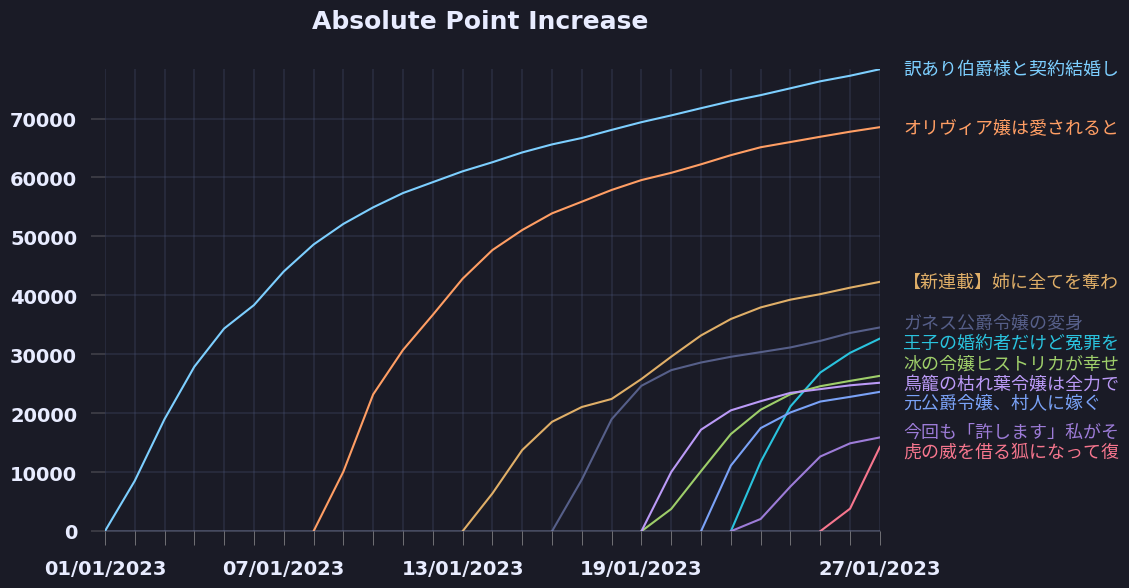 Absolute Point Increase
訳あり伯爵様と契約結婚し
70000
オリヴィア嬢は愛されると
60000
50000
【新連載】姉に全てを奪わ
40000
ガネス公爵令嬢の変身
王子の婚約者だけど冤罪を
30000
氷の令嬢ヒストリカが幸せ
鳥籠の枯れ葉令嬢は全力で
元公爵令嬢、村人に嫁ぐ
20000
今回も「許します」私がそ
虎の威を借る狐になって復
10000
0
01/01/2023
07/01/2023
13/01/2023
19/01/2023
27/01/2023